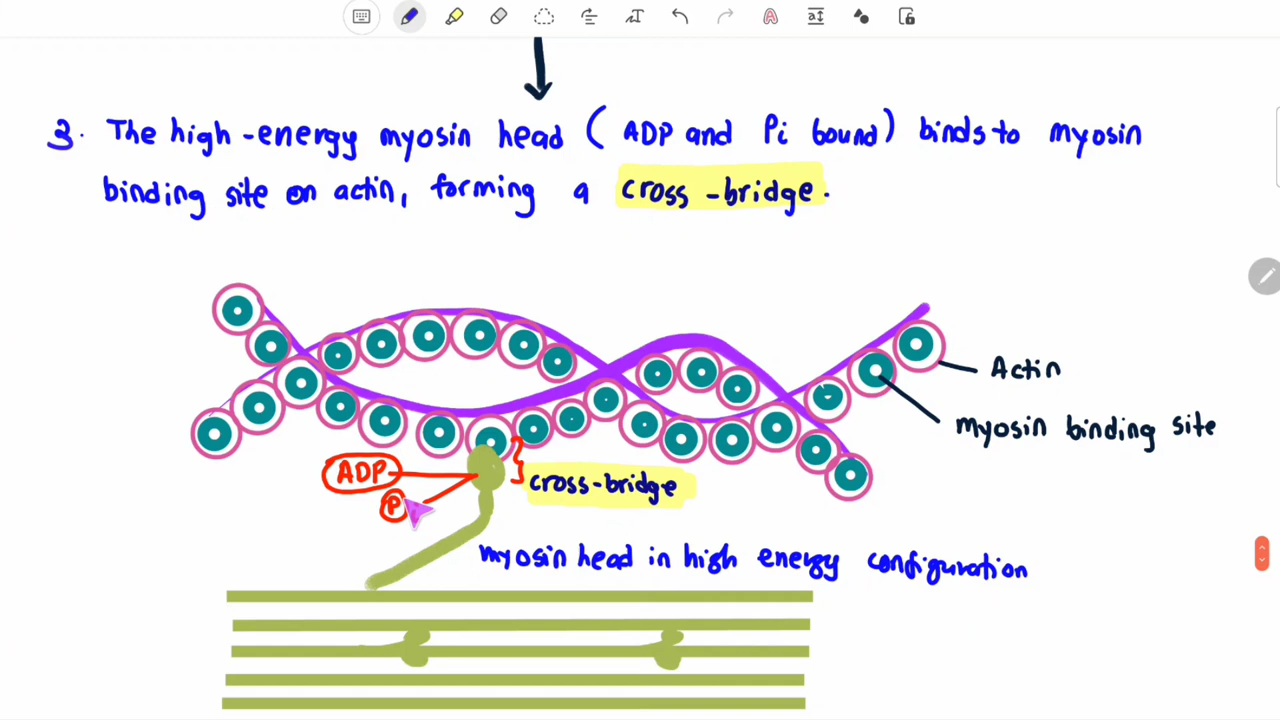 3. The high-energy myosin head (ADP and Pi bound) binds to myosin
binding site on actin, forming a cross-bridge.
Actin
myosin binding site
ADP
P
cross-bridge
myosin head in high energy configuration